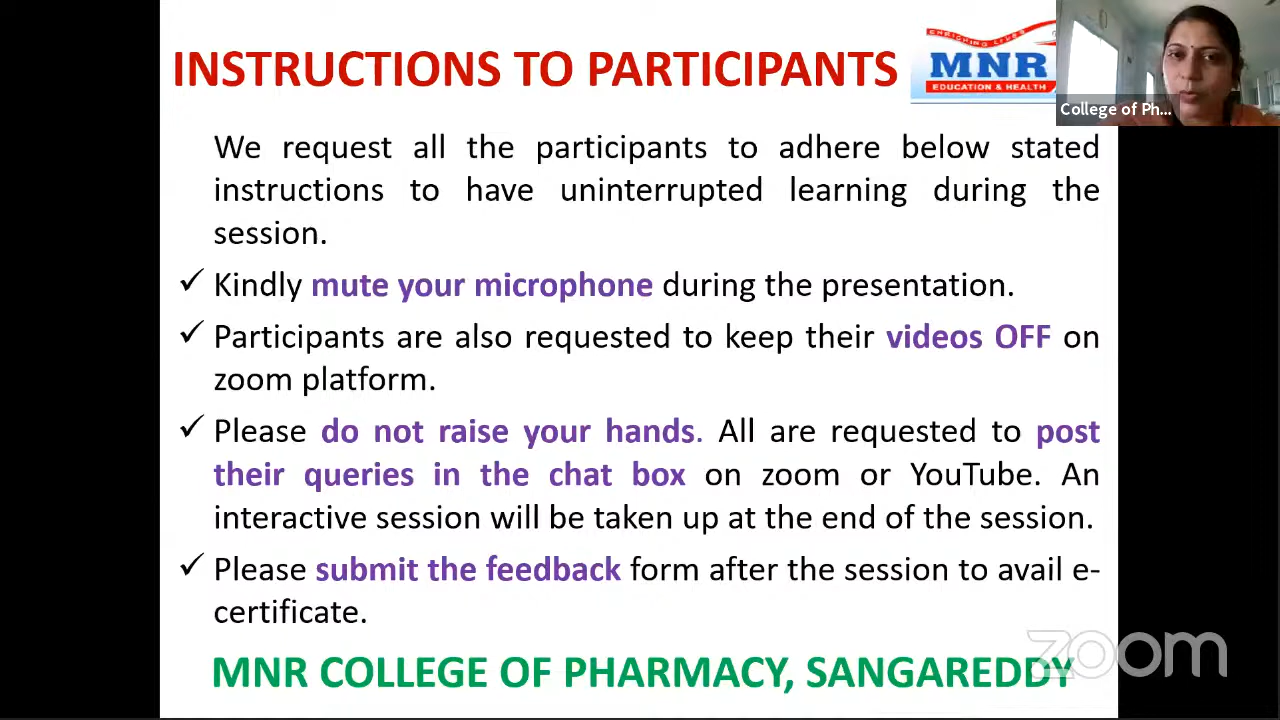 INSTRUCTIONS TO PARTICIPANTS
ENRICHING LIVES
MNR
EDUCATION & HEALTH
College of Ph...
We request all the participants to adhere below stated
instructions to have uninterrupted learning during the
session.
✓ Kindly mute your microphone during the presentation.
✓ Participants are also requested to keep their videos OFF on
zoom platform.
✓ Please do not raise your hands. All are requested to post
their queries in the chat box on zoom or YouTube. An
interactive session will be taken up at the end of the session.
✓ Please submit the feedback form after the session to avail e-
certificate.
MNR COLLEGE OF PHARMACY, SANGAREDDY
zoom